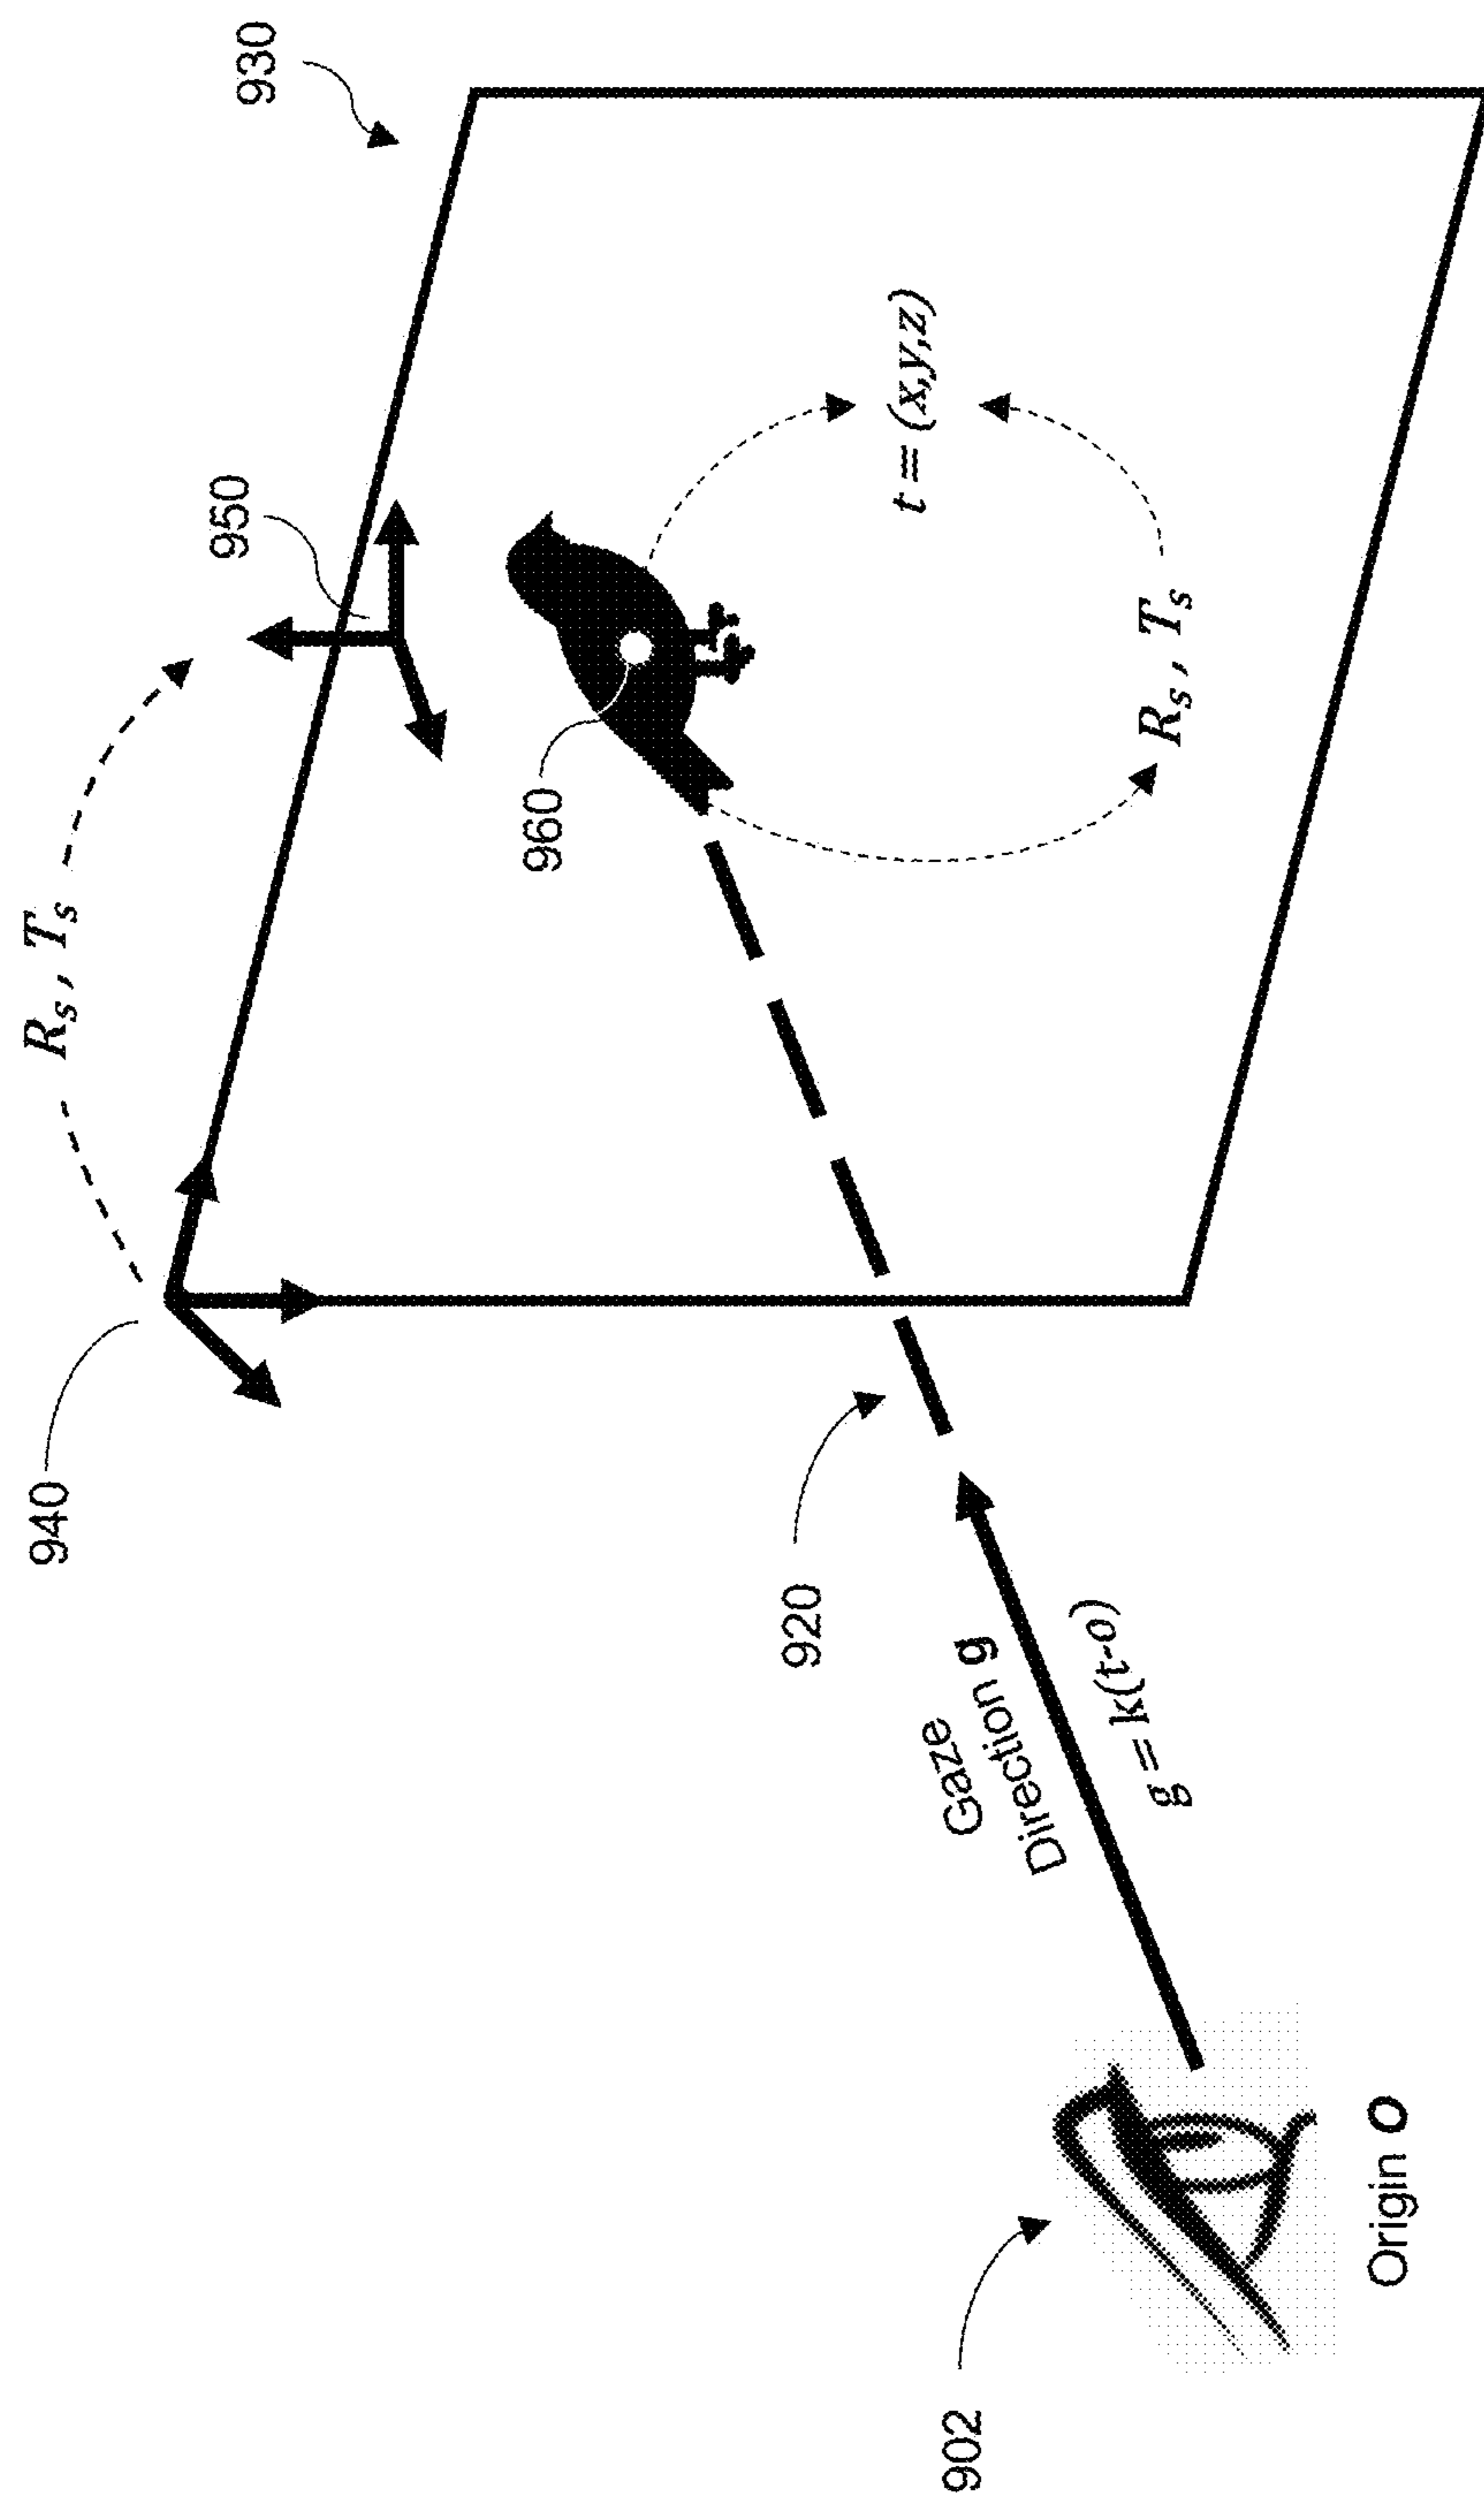 940
R_s, T_s
950
930
960
t = (x,y,z)
R_s, T_s
920
Gaze
Direction g
g = k(t-o)
902
Origin o